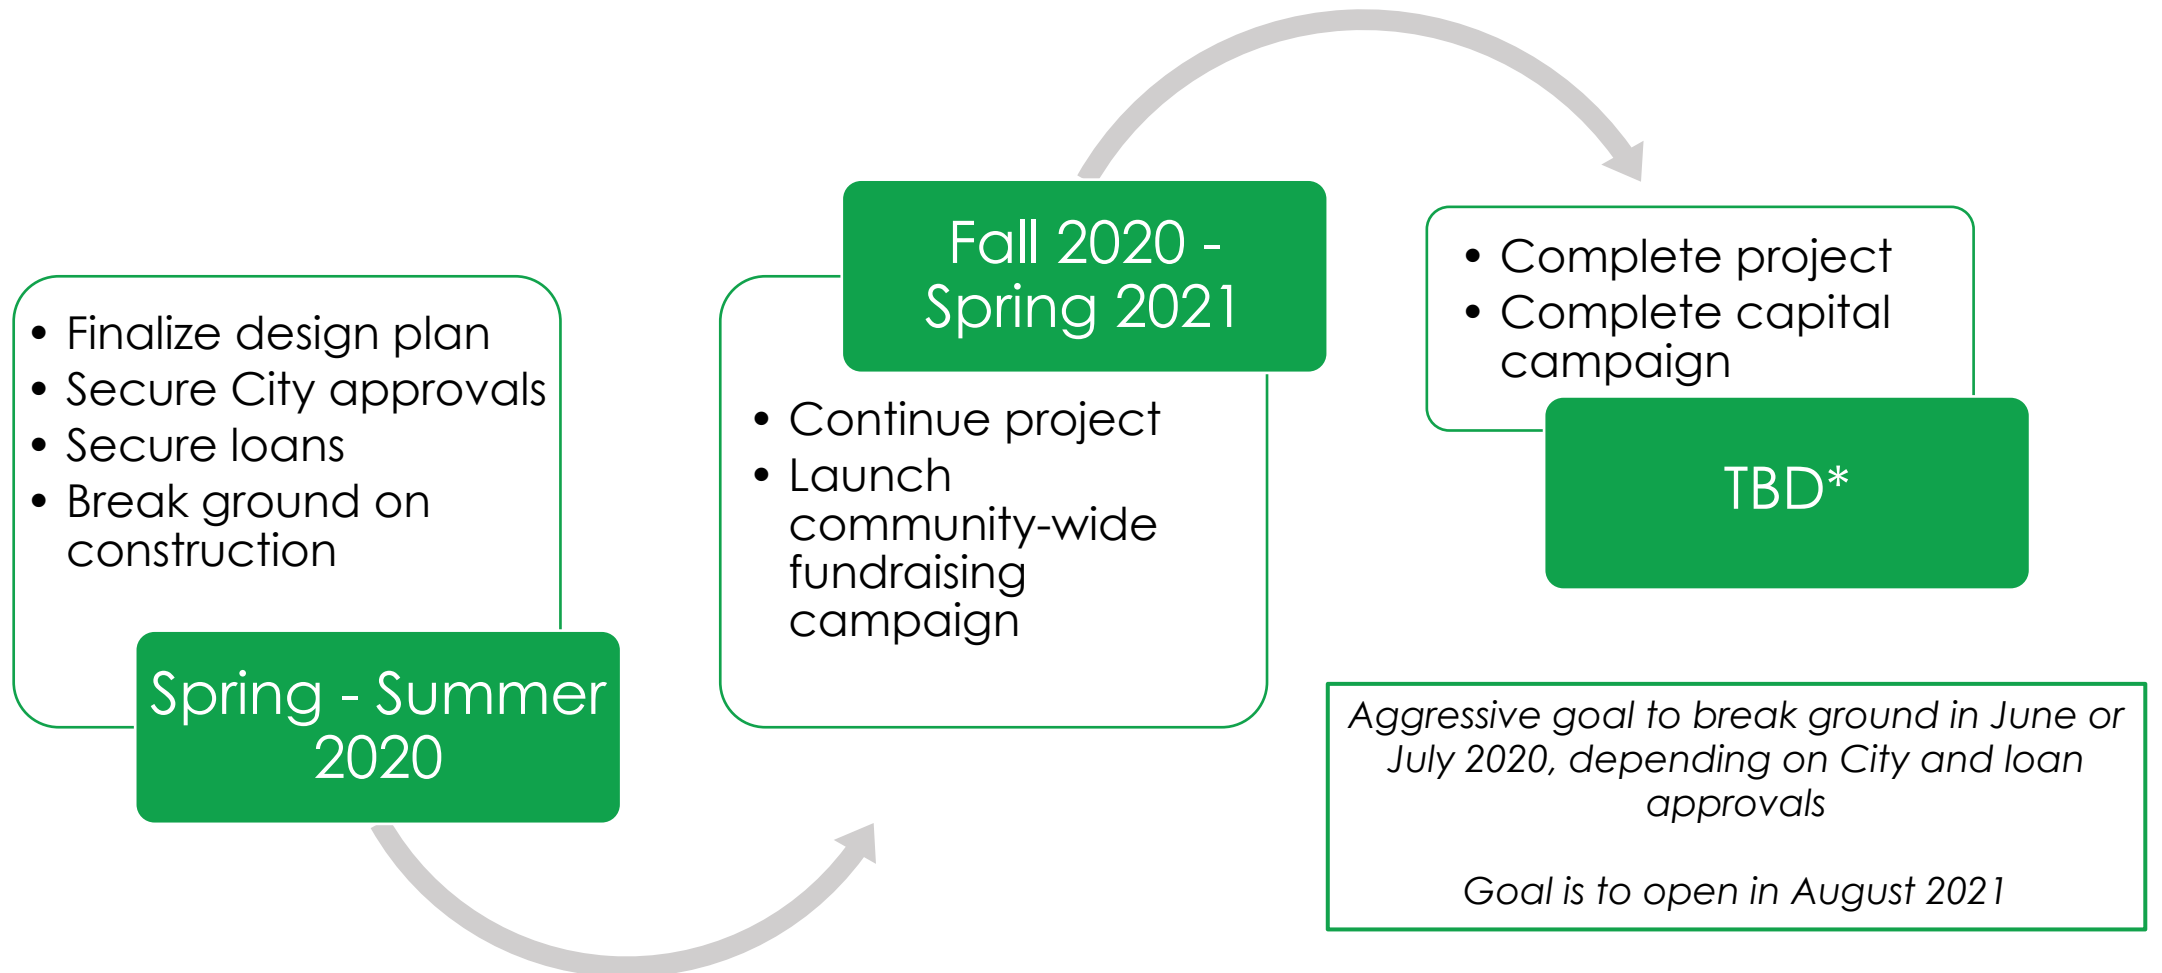 • Finalize design plan
• Secure City approvals
• Secure loans
• Break ground on
construction
Spring - Summer
2020
Fall 2020 -
Spring 2021
• Continue project
• Launch
community-wide
fundraising
campaign
• Complete project
• Complete capital
campaign
TBD*
Aggressive goal to break ground in June or
July 2020, depending on City and loan
approvals
Goal is to open in August 2021